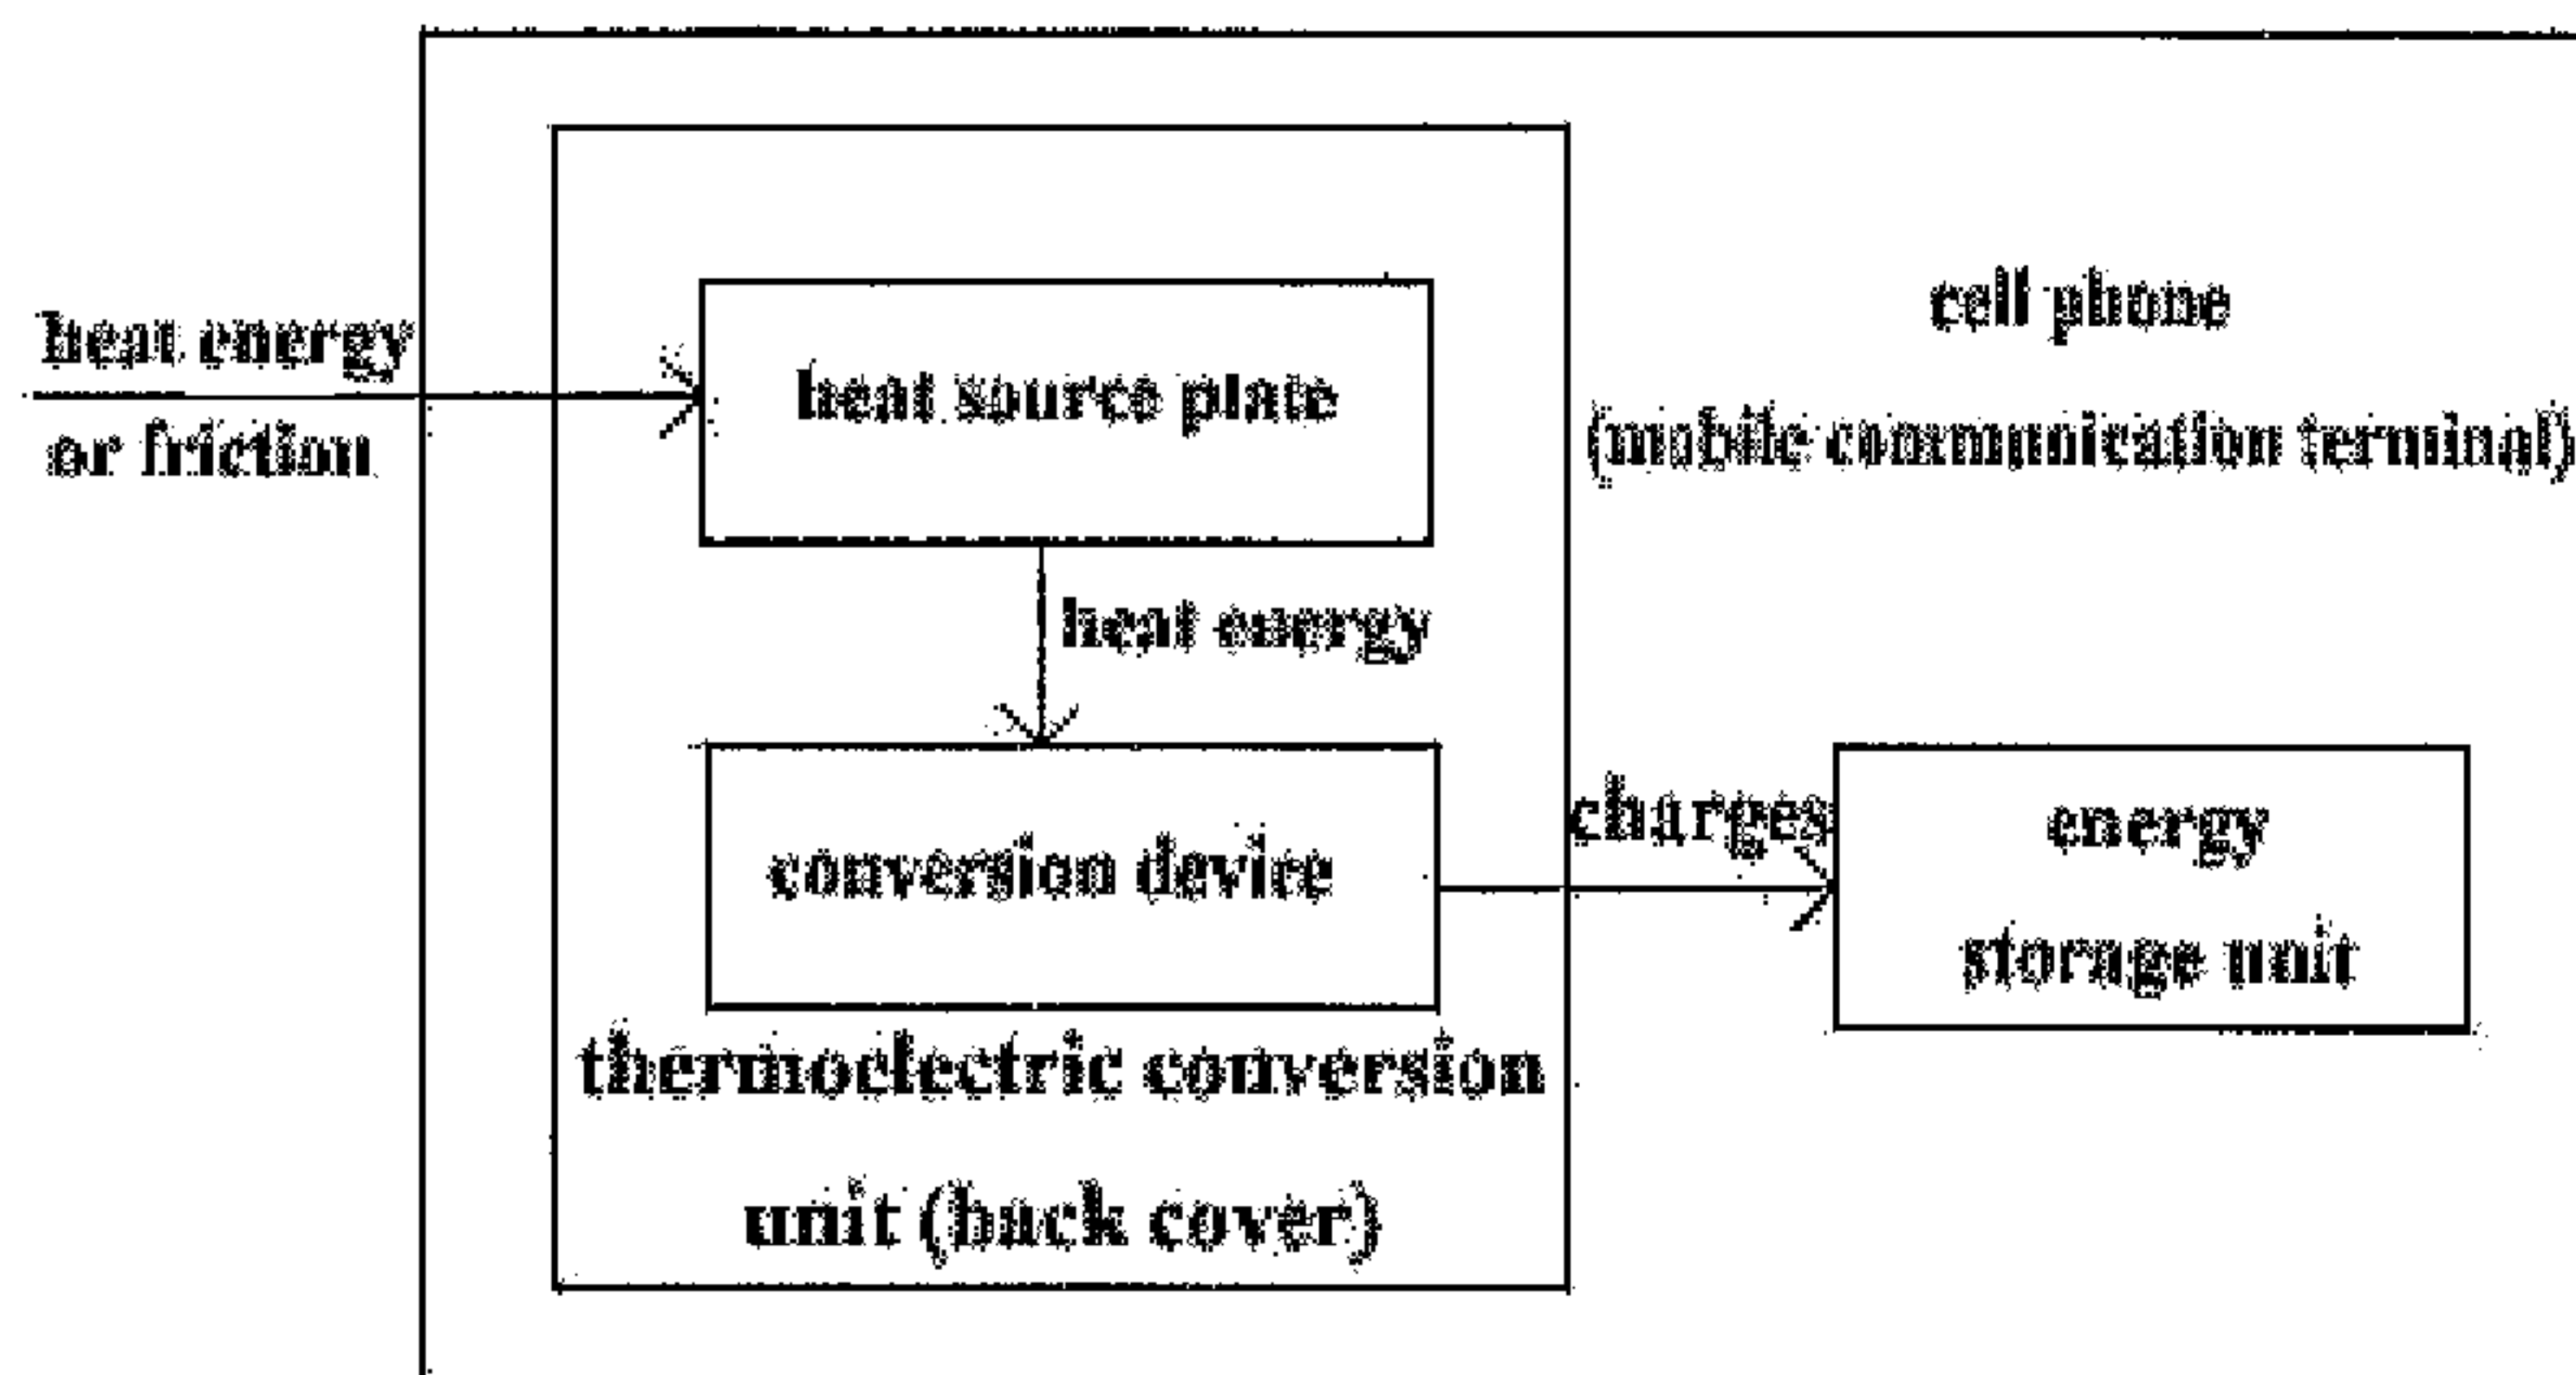 heat energy
or friction
heat source plate
cell phone
(mobile communication terminal)
heat energy
conversion device
charges
energy
storage unit
thermoelectric conversion
unit (back cover)